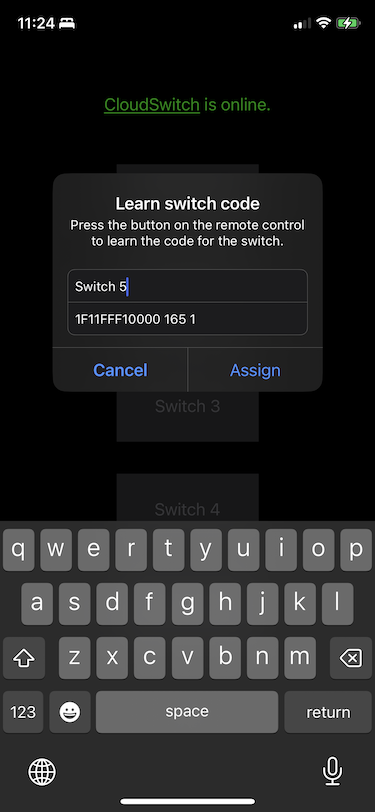 11:24
CloudSwitch is online.
Learn switch code
Press the button on the remote control
to learn the code for the switch.
Switch 5
1F11FFF10000 165 1
Cancel Assign
Switch 3
Switch 4
q w e r t y u i o p
a s d f g h j k l
z x c v b n m
123 space return